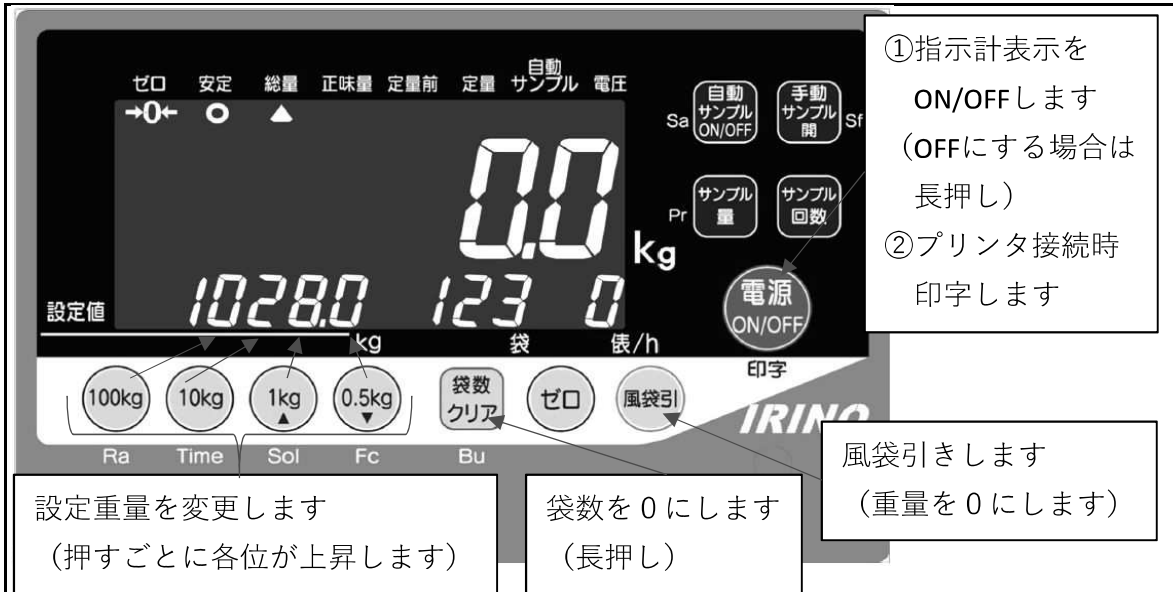 ゼロ 安定 総量 正味量 定量前 定量 自動サンプル 電圧
→0←
0.0
kg
設定値 1028.0 123 0
kg 袋 俵/h
Sa 自動サンプルON/OFF
手動サンプル開 Sf
Pr サンプル量
サンプル回数
電源
ON/OFF
印字
100kg 10kg 1kg▲ 0.5kg▼ 袋数クリア ゼロ 風袋引
IRINO
Ra Time Sol Fc Bu
①指示計表示を
ON/OFFします
（OFFにする場合は
長押し）
②プリンタ接続時
印字します
設定重量を変更します
（押すごとに各位が上昇します）
袋数を０にします
（長押し）
風袋引きします
（重量を０にします）